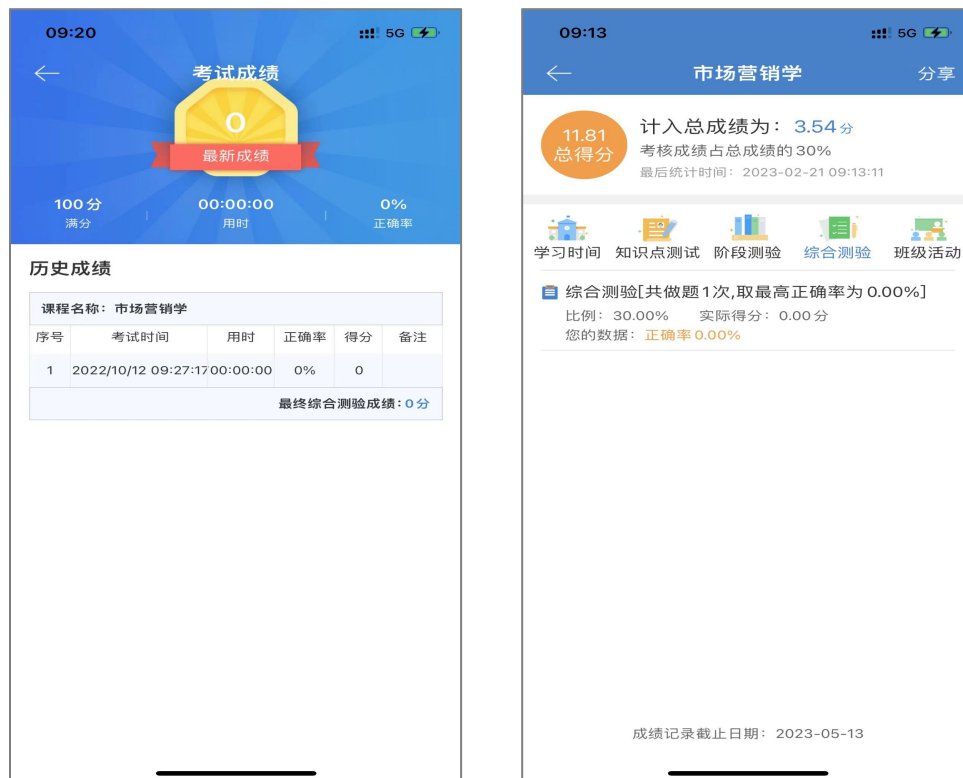 09:20
5G
考试成绩
0
最新成绩
100分
00:00:00
0%
满分
用时
正确率
历史成绩
课程名称：市场营销学
序号 考试时间 用时 正确率 得分 备注
1 2022/10/12 09:27:17 00:00:00 0% 0
最终综合测验成绩：0分
09:13
5G
市场营销学
分享
11.81
总得分
计入总成绩为：3.54分
考核成绩占总成绩的30%
最后统计时间：2023-02-21 09:13:11
学习时间 知识点测试 阶段测验 综合测验 班级活动
综合测验[共做题1次,取最高正确率为0.00%]
比例：30.00% 实际得分：0.00分
您的数据：正确率0.00%
成绩记录截止日期：2023-05-13